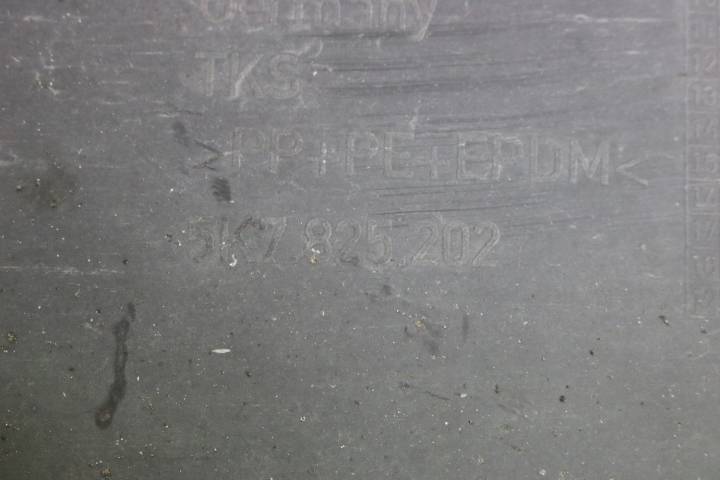 Germany
TKS
>PP+PE+EPDM<
5K7.825.202